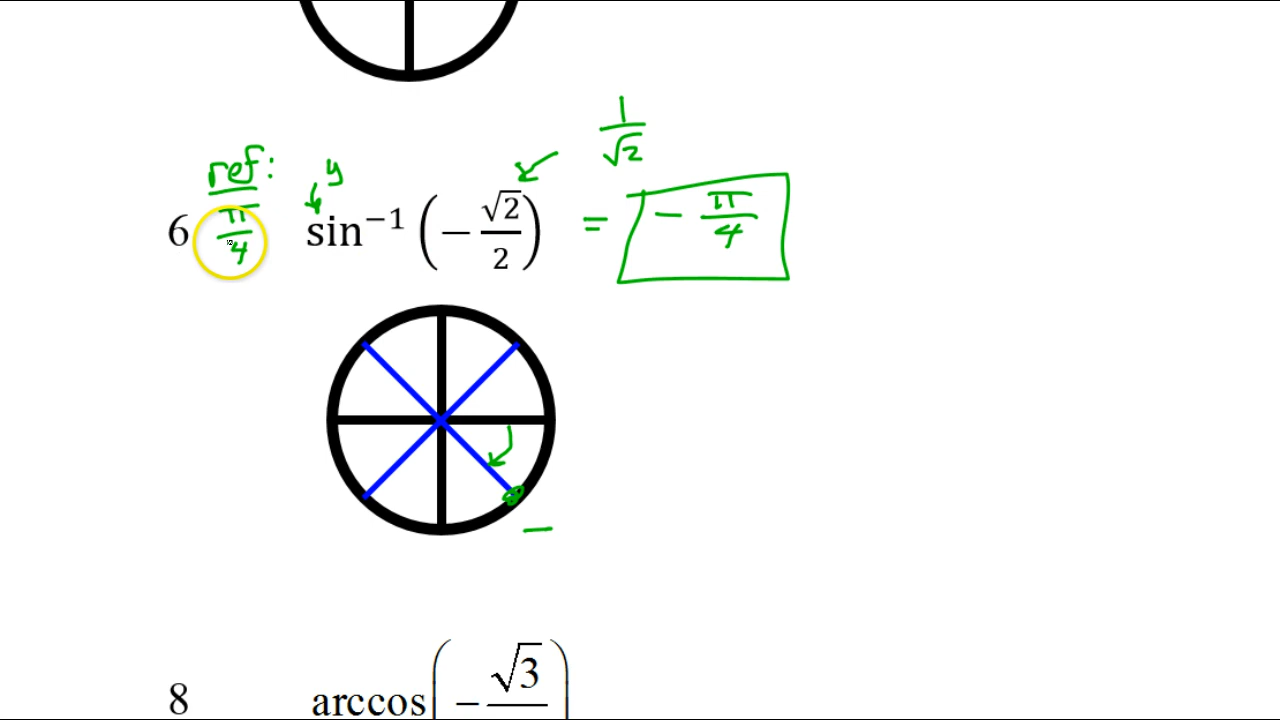 1/√2
ref: y
6 π/4 sin⁻¹(−√2/2) = −π/4
−
8 arccos(−√3